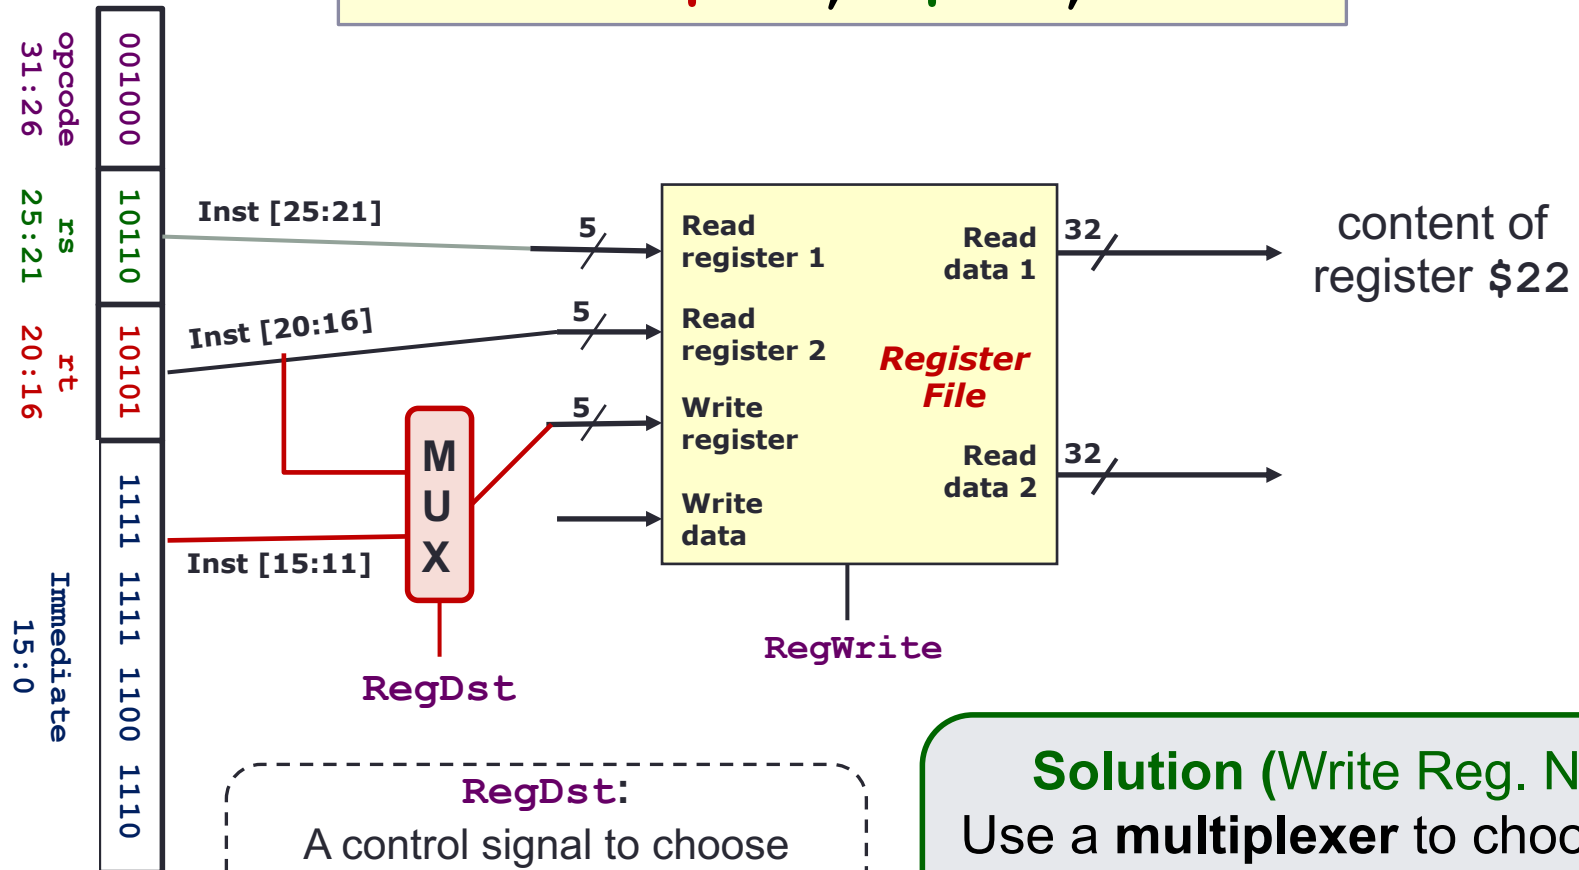 opcode
31:26
001000
rs
25:21
10110
rt
20:16
10101
Immediate
15:0
1111 1111 1100 1110
Inst [25:21]
5
Inst [20:16]
5
5
Inst [15:11]
M
U
X
RegDst
Read
register 1
Read
register 2
Write
register
Write
data
Register
File
Read
data 1
Read
data 2
32
32
RegWrite
content of
register $22
RegDst:
A control signal to choose
Solution (Write Reg. N
Use a multiplexer to choo